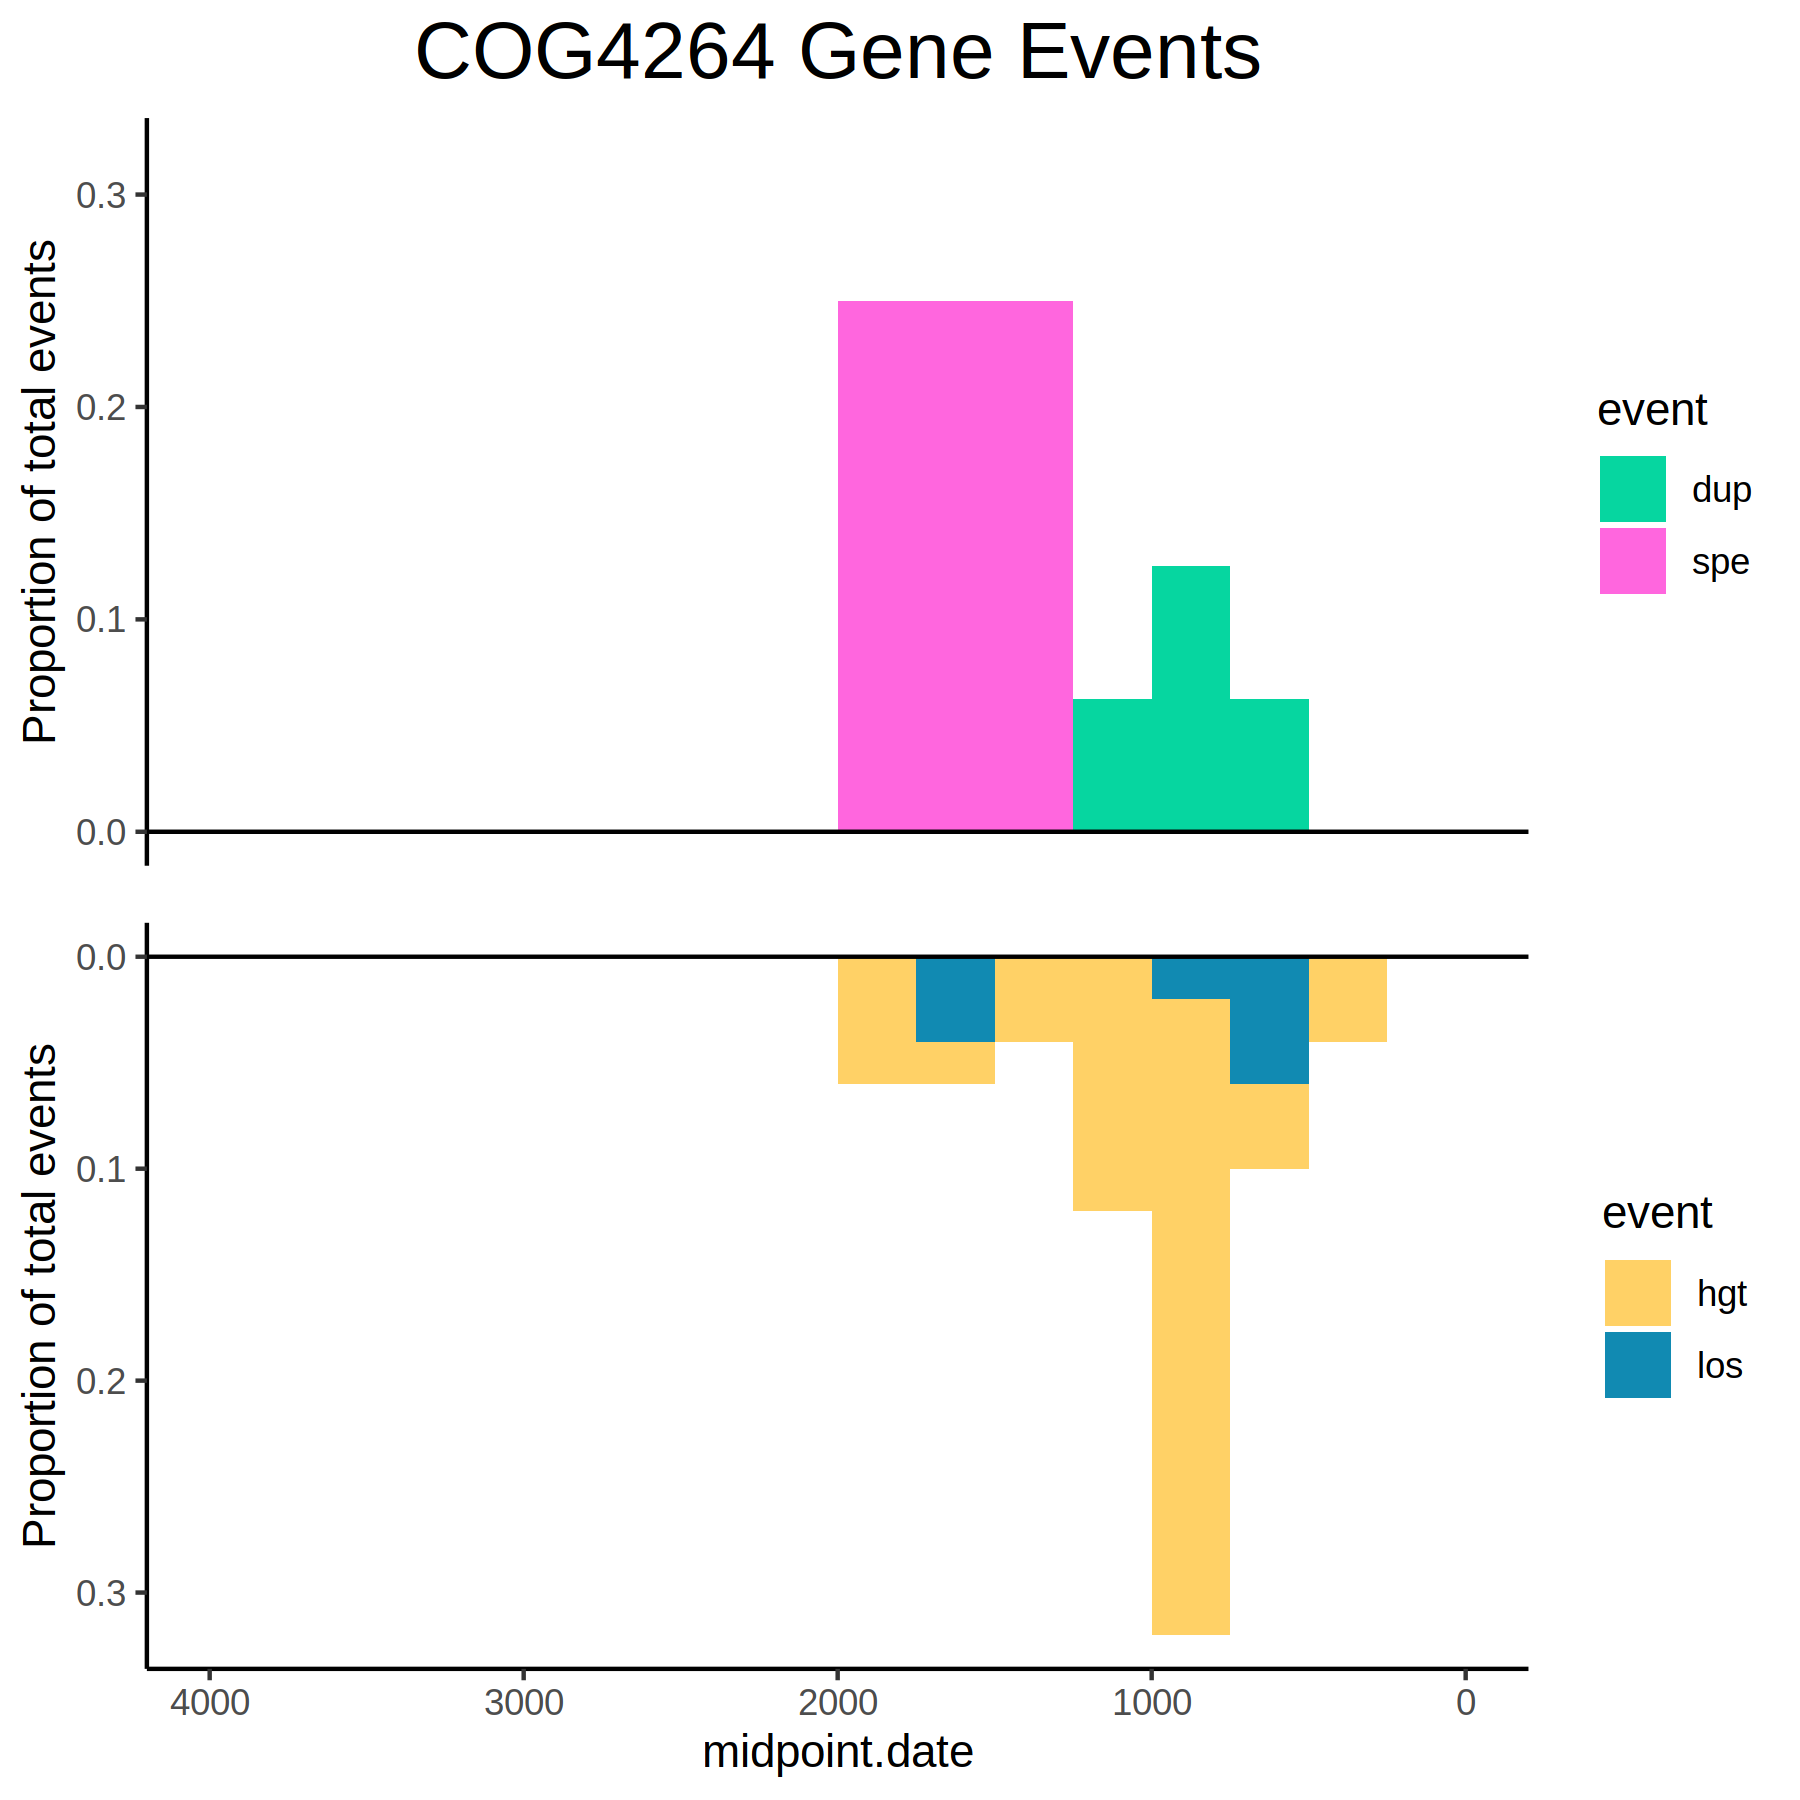 COG4264 Gene Events
Proportion of total events
0.3
0.2
0.1
0.0
event
dup
spe
Proportion of total events
0.0
0.1
0.2
0.3
event
hgt
los
4000 3000 2000 1000 0
midpoint.date